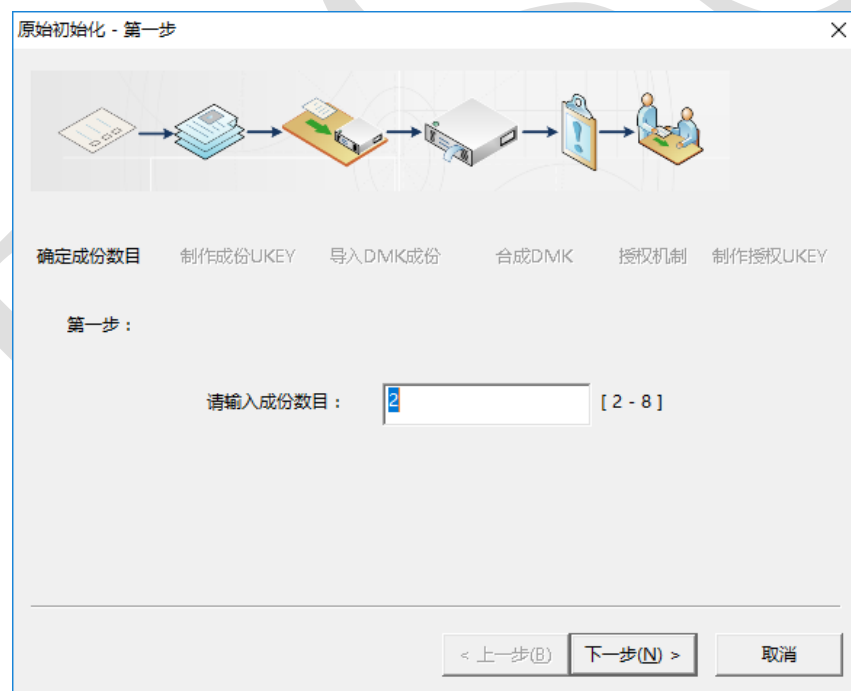 原始初始化 - 第一步
确定成份数目 制作成份UKEY 导入DMK成份 合成DMK 授权机制 制作授权UKEY
第一步：
请输入成份数目： 2 [ 2 - 8 ]
< 上一步(B) 下一步(N) > 取消